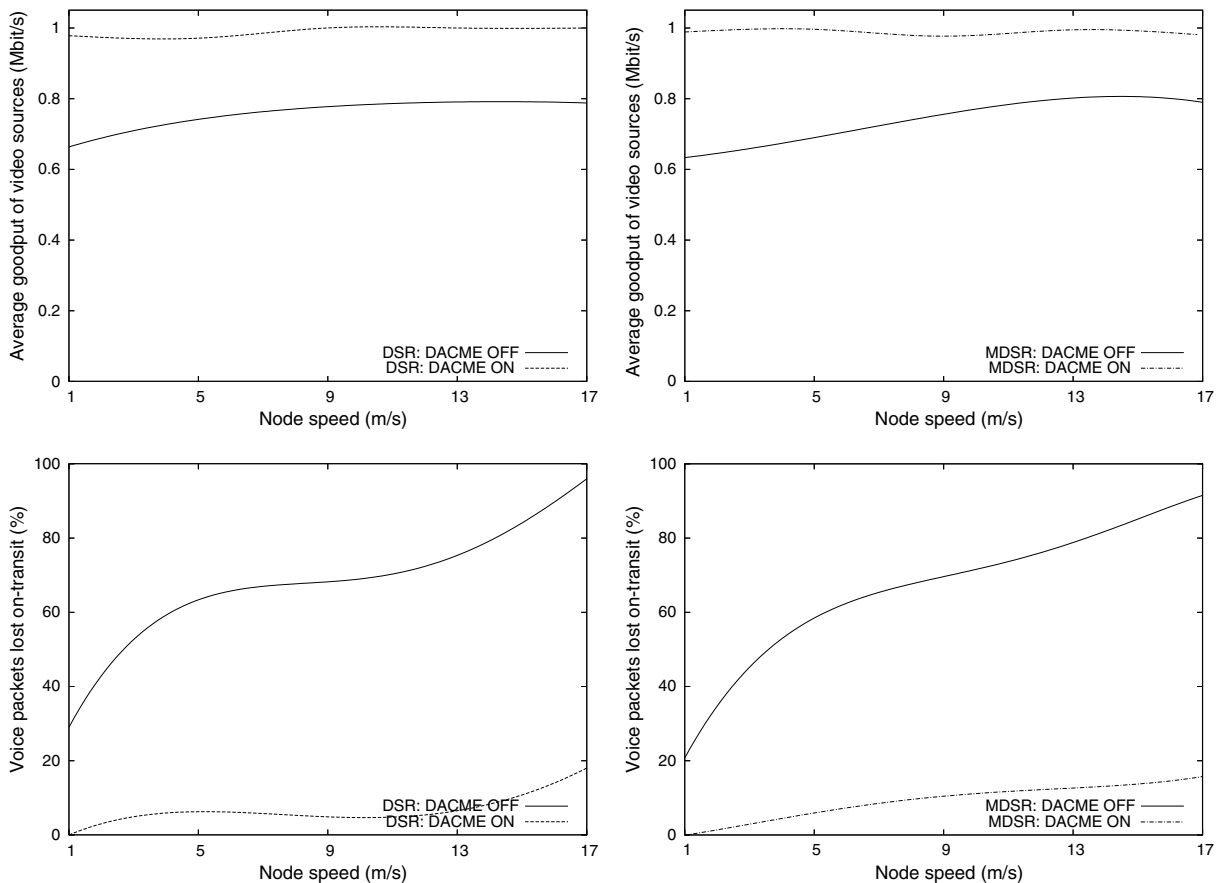 Average goodput of video sources (Mbit/s)
1
0.8
0.6
0.4
0.2
0
DSR: DACME OFF
DSR: DACME ON
1 5 9 13 17
Node speed (m/s)
Average goodput of video sources (Mbit/s)
1
0.8
0.6
0.4
0.2
0
MDSR: DACME OFF
MDSR: DACME ON
1 5 9 13 17
Node speed (m/s)
Voice packets lost on-transit (%)
100
80
60
40
20
0
DSR: DACME OFF
DSR: DACME ON
1 5 9 13 17
Node speed (m/s)
Voice packets lost on-transit (%)
100
80
60
40
20
0
MDSR: DACME OFF
MDSR: DACME ON
1 5 9 13 17
Node speed (m/s)